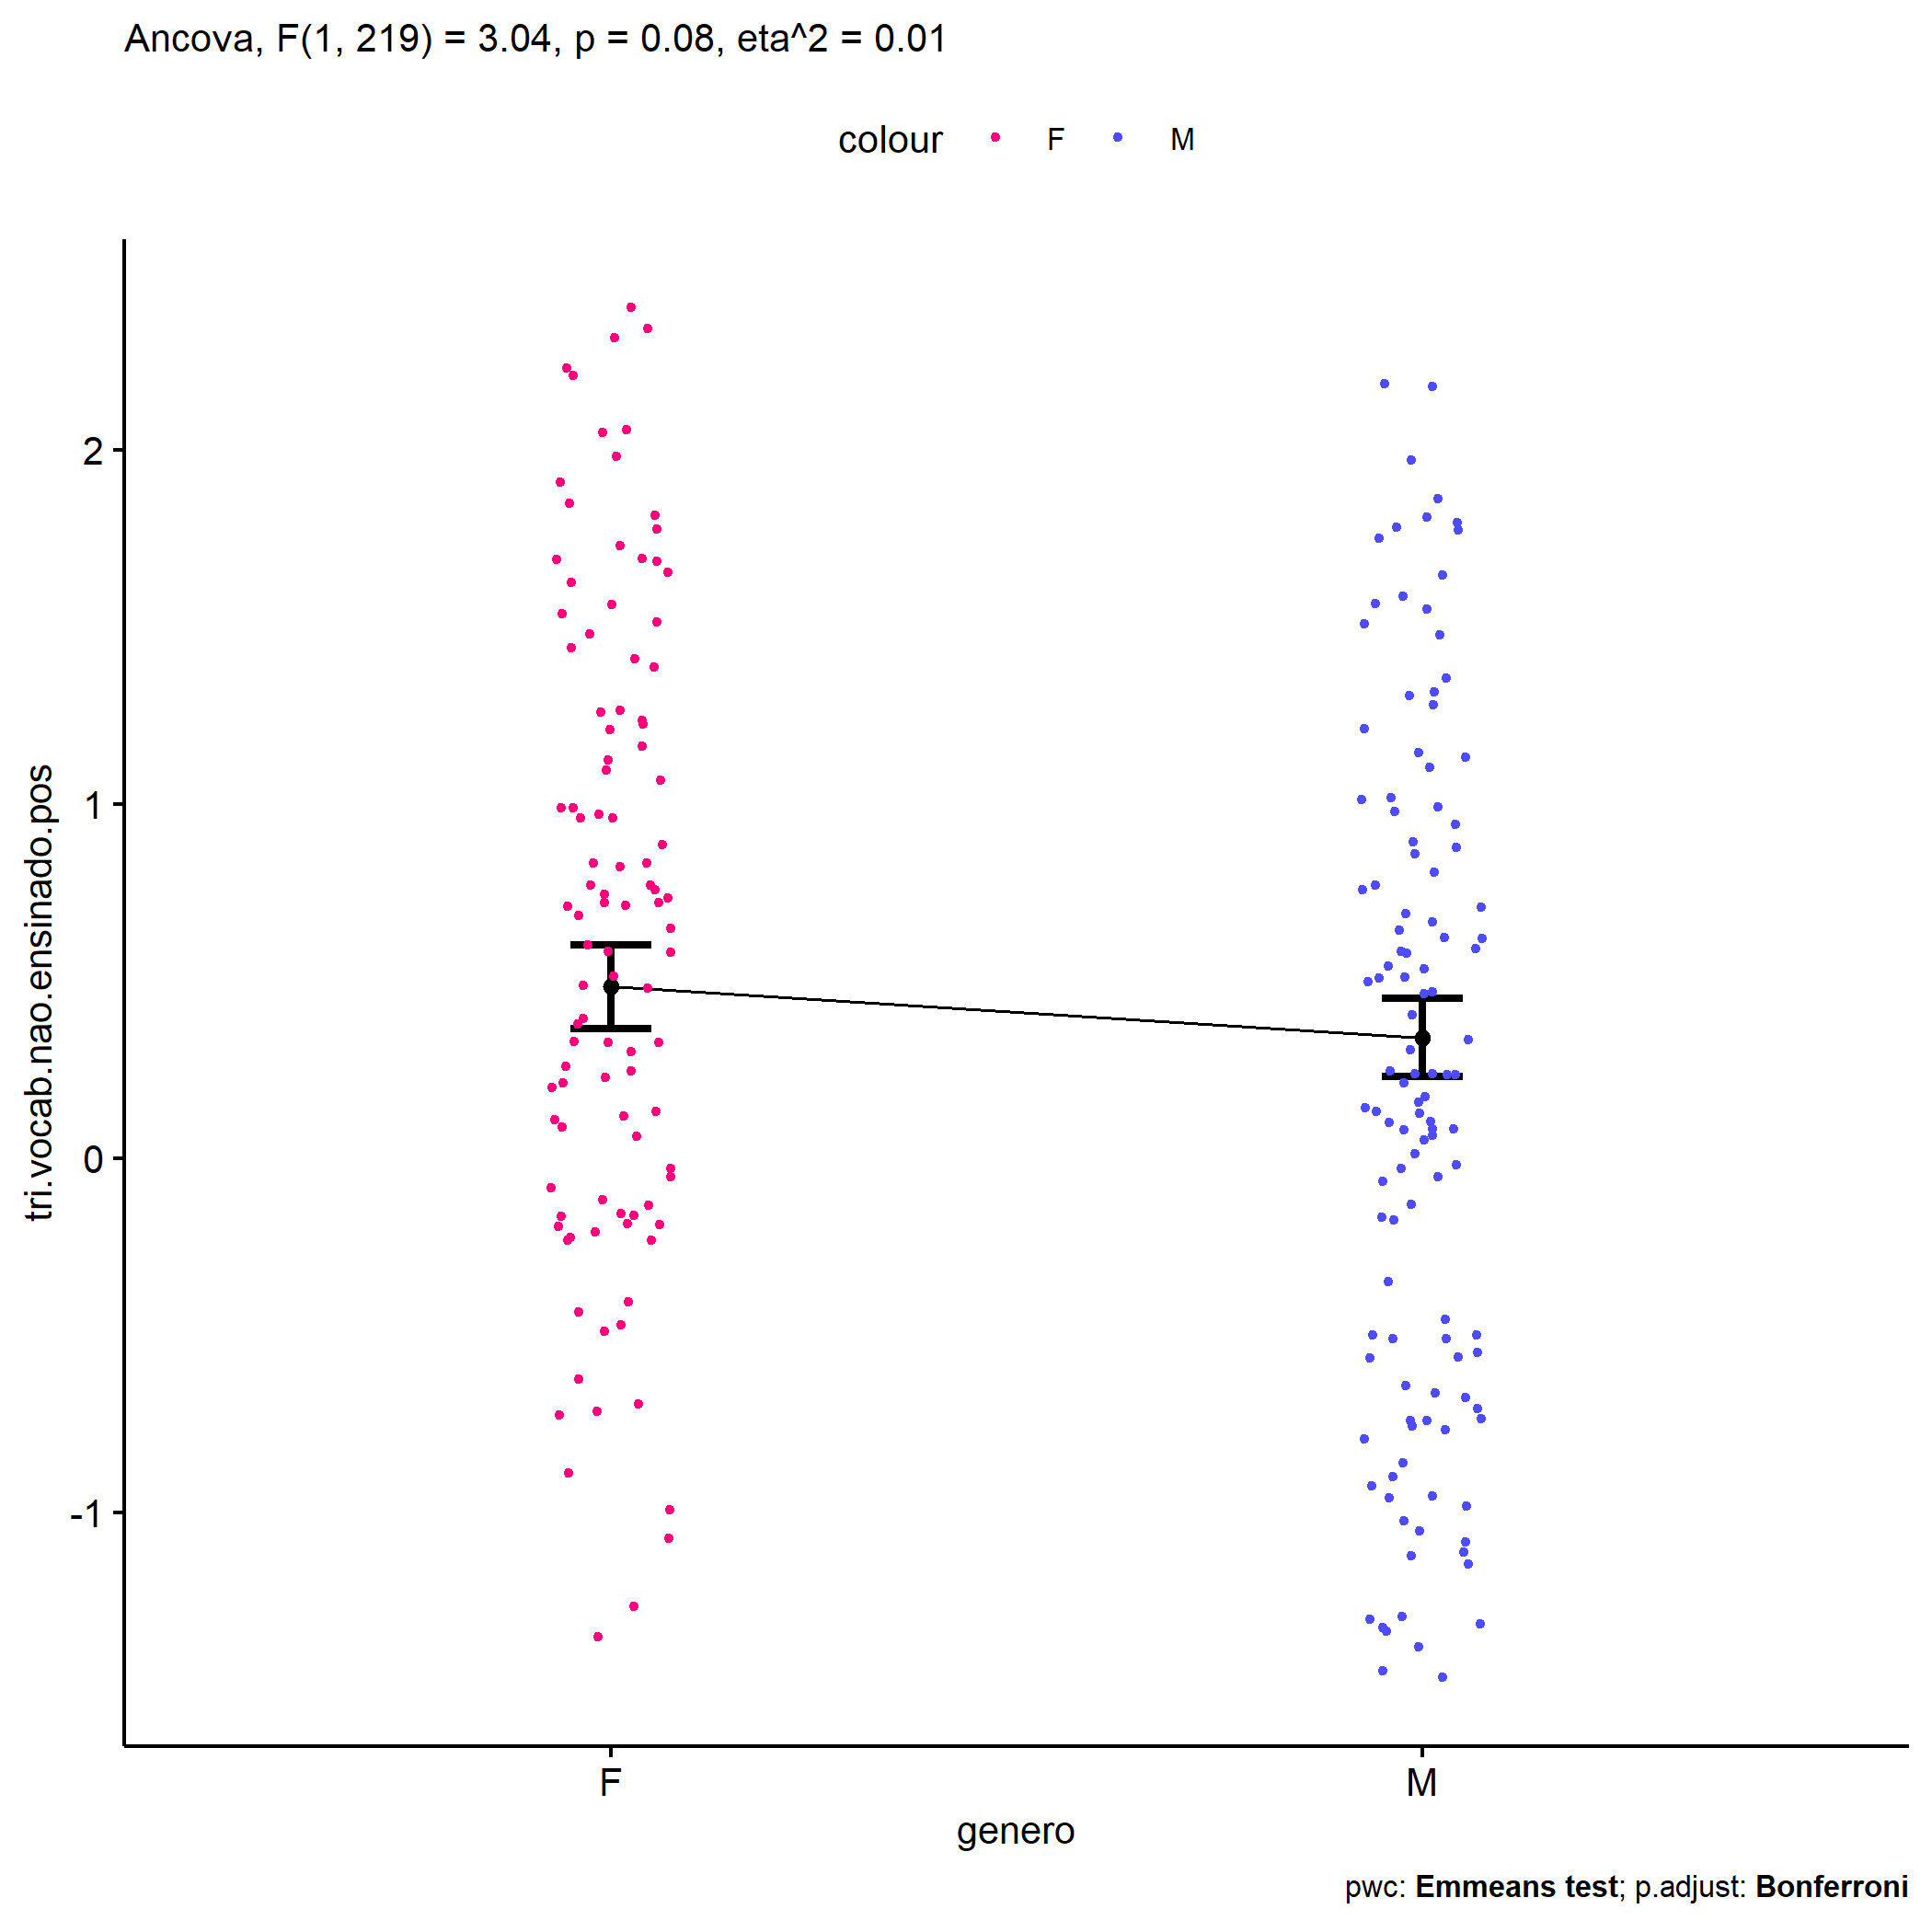 Ancova, F(1, 219) = 3.04, p = 0.08, eta^2 = 0.01
colour F M
tri.vocab.nao.ensinado.pos
2
1
0
-1
F M
genero
pwc: Emmeans test; p.adjust: Bonferroni